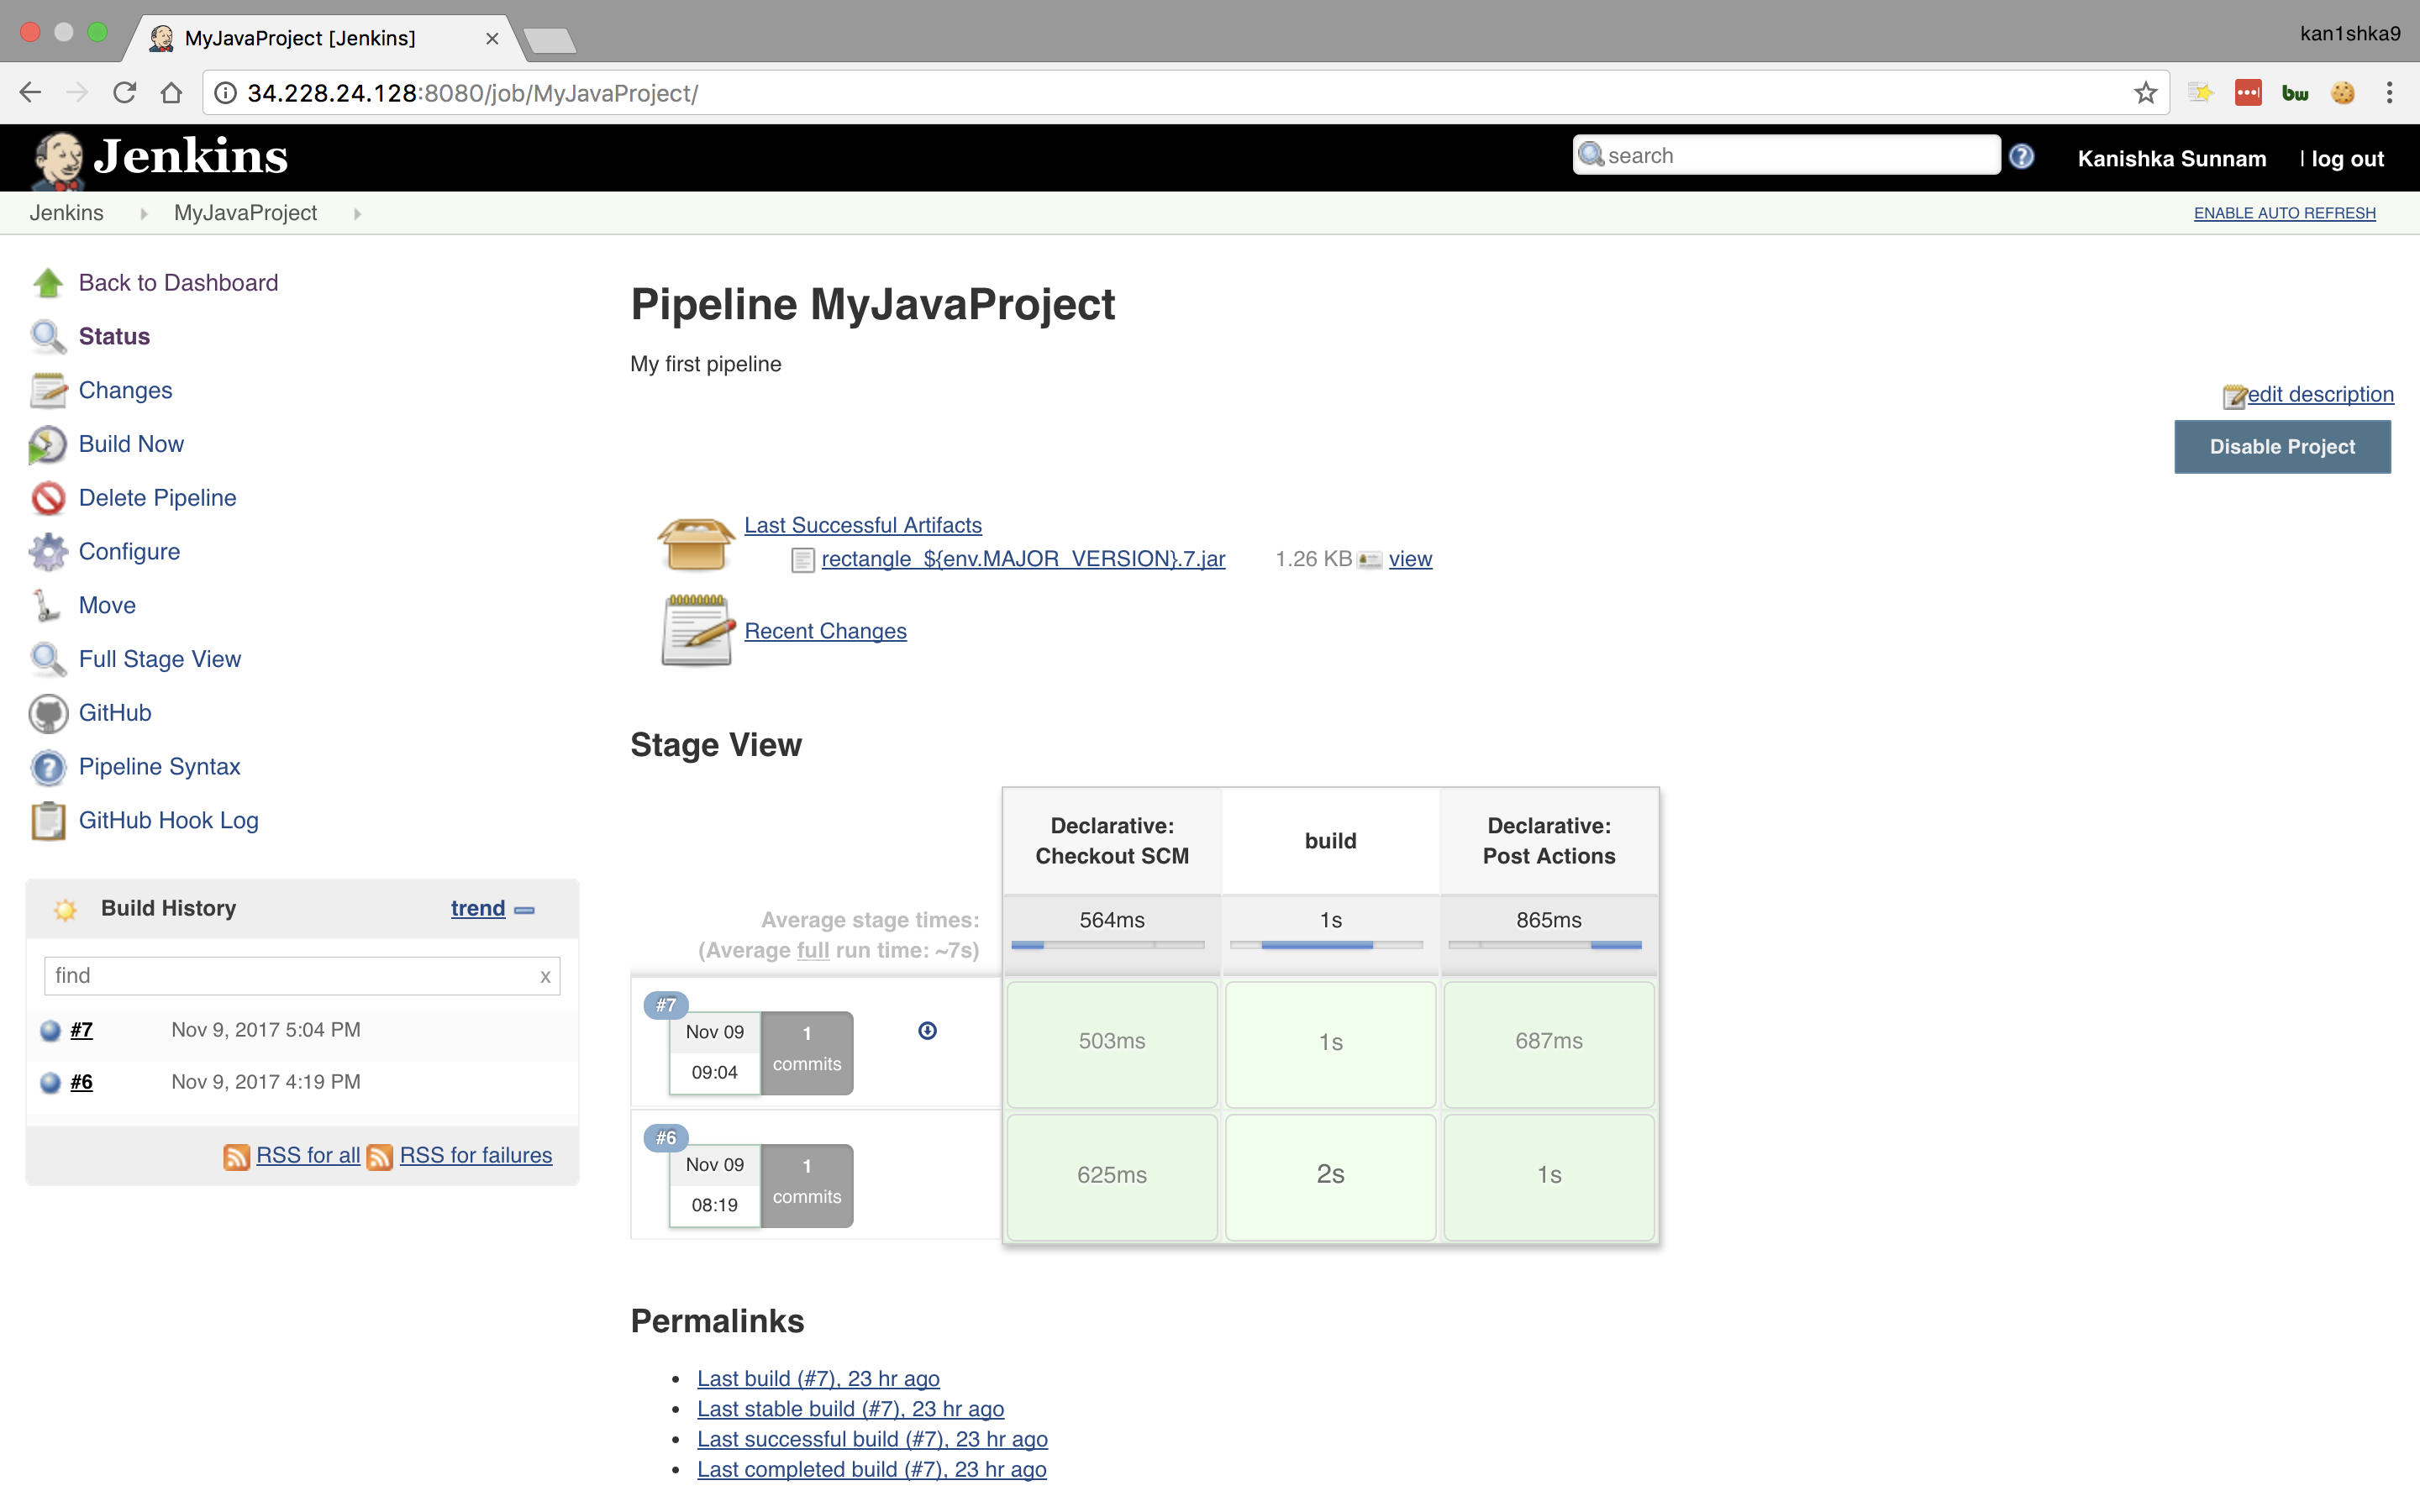 MyJavaProject [Jenkins]
kan1shka9
34.228.24.128:8080/job/MyJavaProject/
bw
Jenkins
search
Kanishka Sunnam
| log out
Jenkins
MyJavaProject
ENABLE AUTO REFRESH
Back to Dashboard
Status
Changes
Build Now
Delete Pipeline
Configure
Move
Full Stage View
GitHub
Pipeline Syntax
GitHub Hook Log
Build History
trend
find
x
#7 Nov 9, 2017 5:04 PM
#6 Nov 9, 2017 4:19 PM
RSS for all RSS for failures
Pipeline MyJavaProject
My first pipeline
edit description
Disable Project
Last Successful Artifacts
rectangle_${env.MAJOR_VERSION}.7.jar 1.26 KB view
Recent Changes
Stage View
Declarative:
Checkout SCM
build
Declarative:
Post Actions
Average stage times:
(Average full run time: ~7s)
564ms
1s
865ms
#7
Nov 09
09:04
1
commits
503ms
1s
687ms
#6
Nov 09
08:19
1
commits
625ms
2s
1s
Permalinks
Last build (#7), 23 hr ago
Last stable build (#7), 23 hr ago
Last successful build (#7), 23 hr ago
Last completed build (#7), 23 hr ago